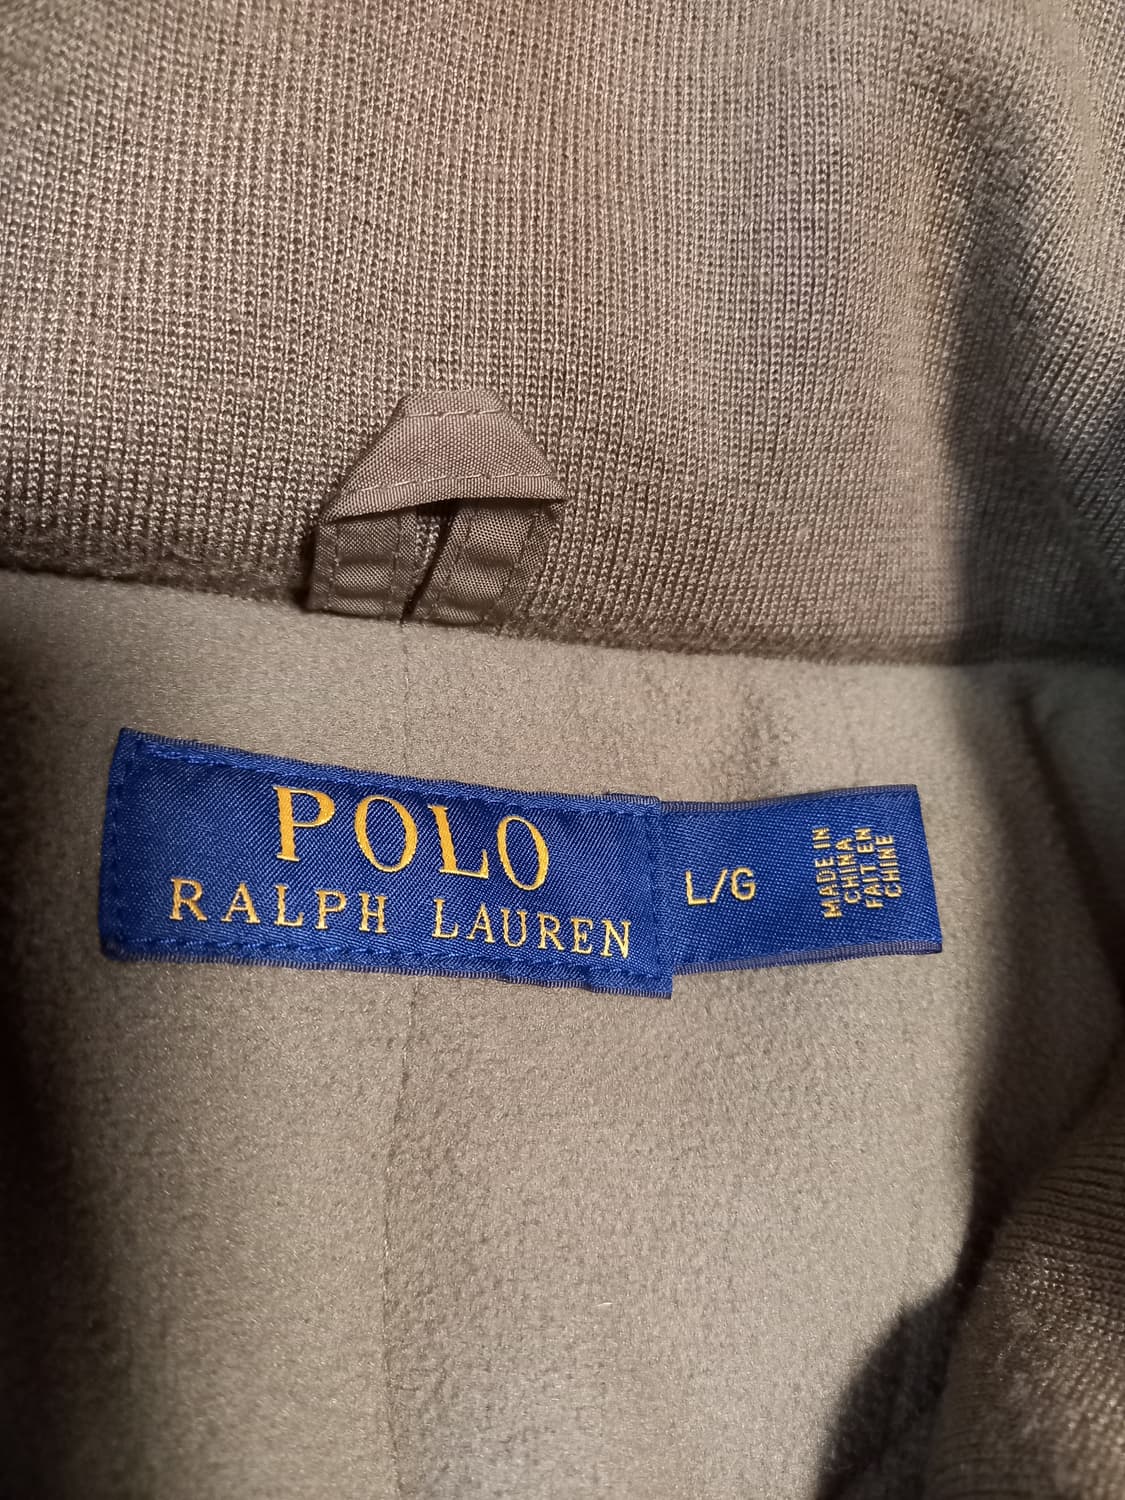 POLO
RALPH LAUREN
L/G
MADE IN
CHINA
FAIT EN
CHINE